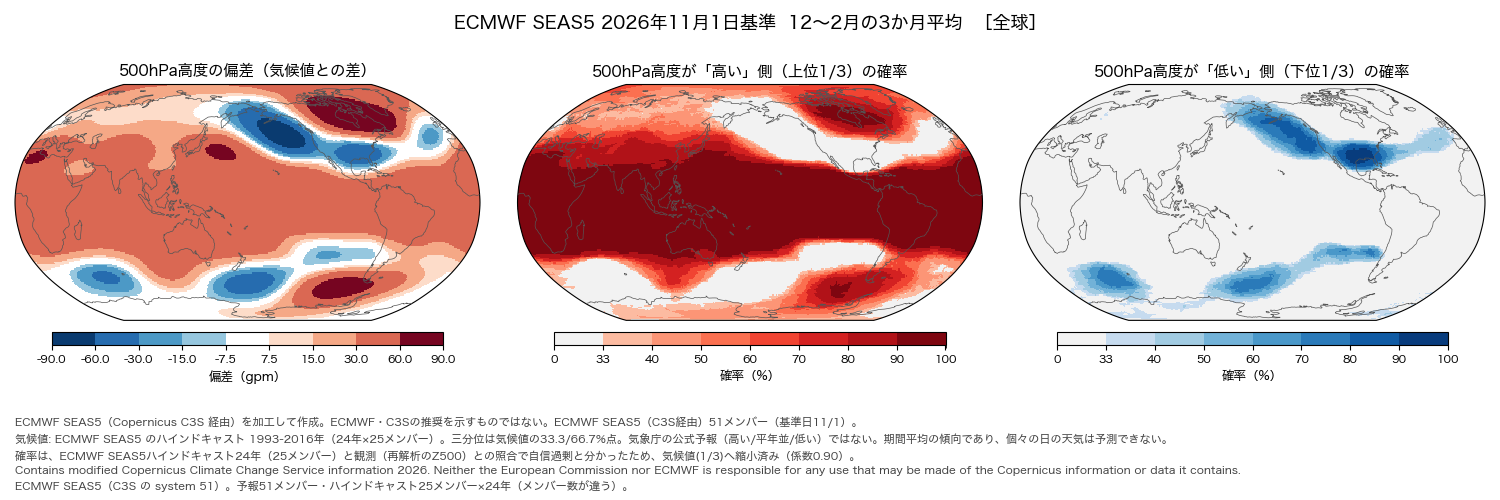 ECMWF SEAS5 2026年11月1日基準 12～2月の3か月平均 ［全球］
500hPa高度の偏差（気候値との差）
500hPa高度が「高い」側（上位1/3）の確率
500hPa高度が「低い」側（下位1/3）の確率
-90.0 -60.0 -30.0 -15.0 -7.5 7.5 15.0 30.0 60.0 90.0
偏差（gpm）
0 33 40 50 60 70 80 90 100
確率（%）
0 33 40 50 60 70 80 90 100
確率（%）
ECMWF SEAS5（Copernicus C3S 経由）を加工して作成。ECMWF・C3Sの推奨を示すものではない。ECMWF SEAS5（C3S経由）51メンバー（基準日11/1）。
気候値: ECMWF SEAS5 のハインドキャスト 1993-2016年（24年×25メンバー）。三分位は気候値の33.3/66.7%点。気象庁の公式予報（高い/平年並/低い）ではない。期間平均の傾向であり、個々の日の天気は予測できない。
確率は、ECMWF SEAS5ハインドキャスト24年（25メンバー）と観測（再解析のZ500）との照合で自信過剰と分かったため、気候値(1/3)へ縮小済み（係数0.90）。
Contains modified Copernicus Climate Change Service information 2026. Neither the European Commission nor ECMWF is responsible for any use that may be made of the Copernicus information or data it contains.
ECMWF SEAS5（C3S の system 51）。予報51メンバー・ハインドキャスト25メンバー×24年（メンバー数が違う）。